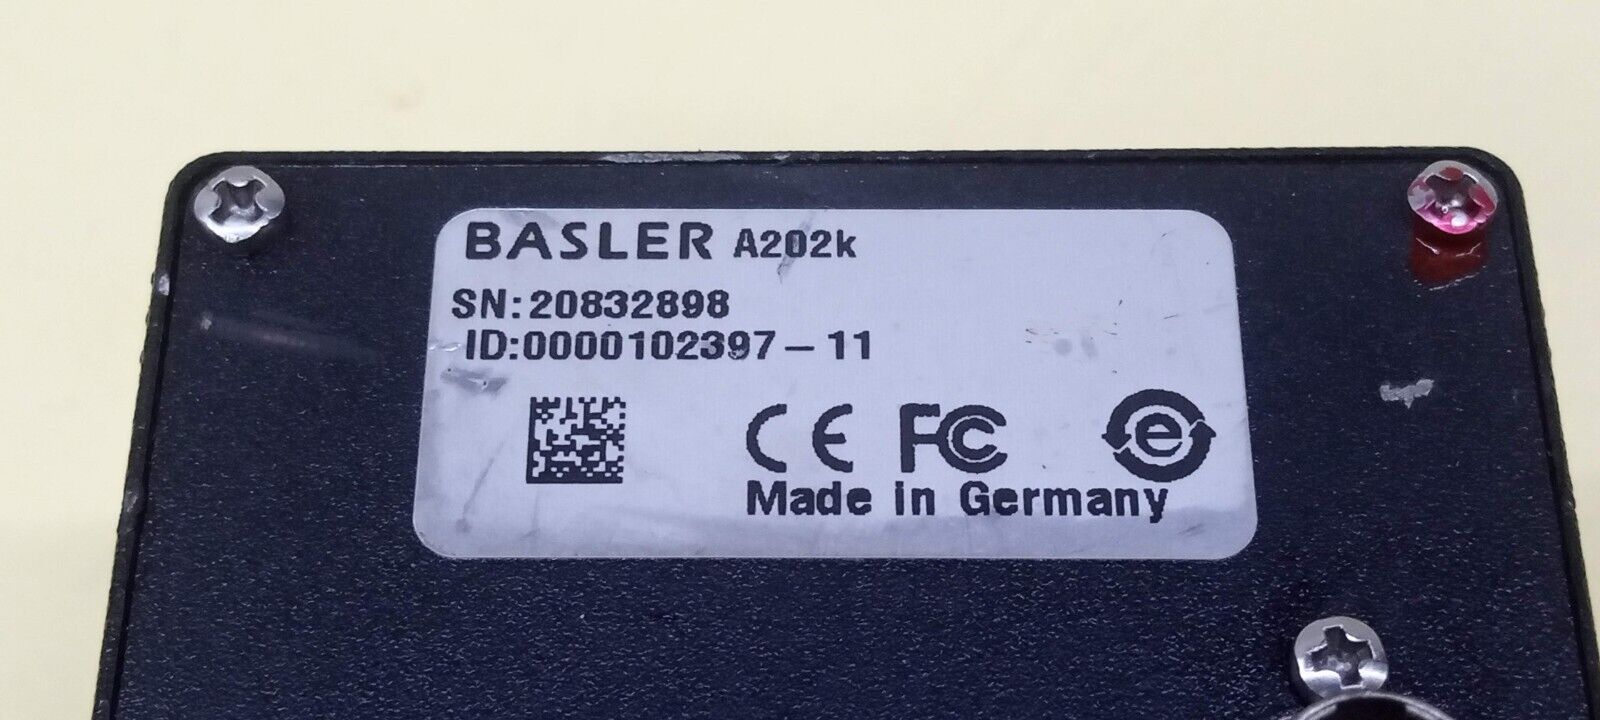 BASLER A202k
SN:20832898
ID:0000102397-11
CE FC e
Made in Germany